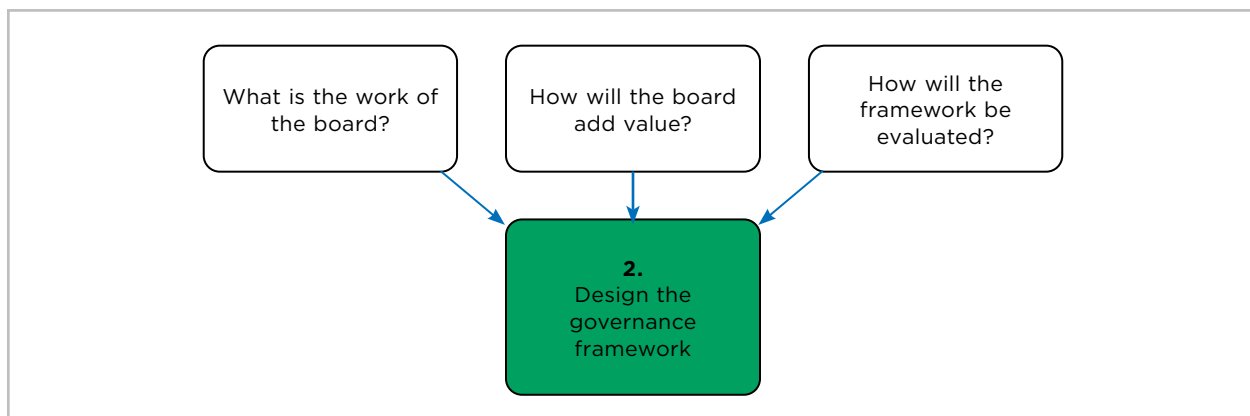 What is the work of
the board?
How will the board
add value?
How will the
framework be
evaluated?
2.
Design the
governance
framework